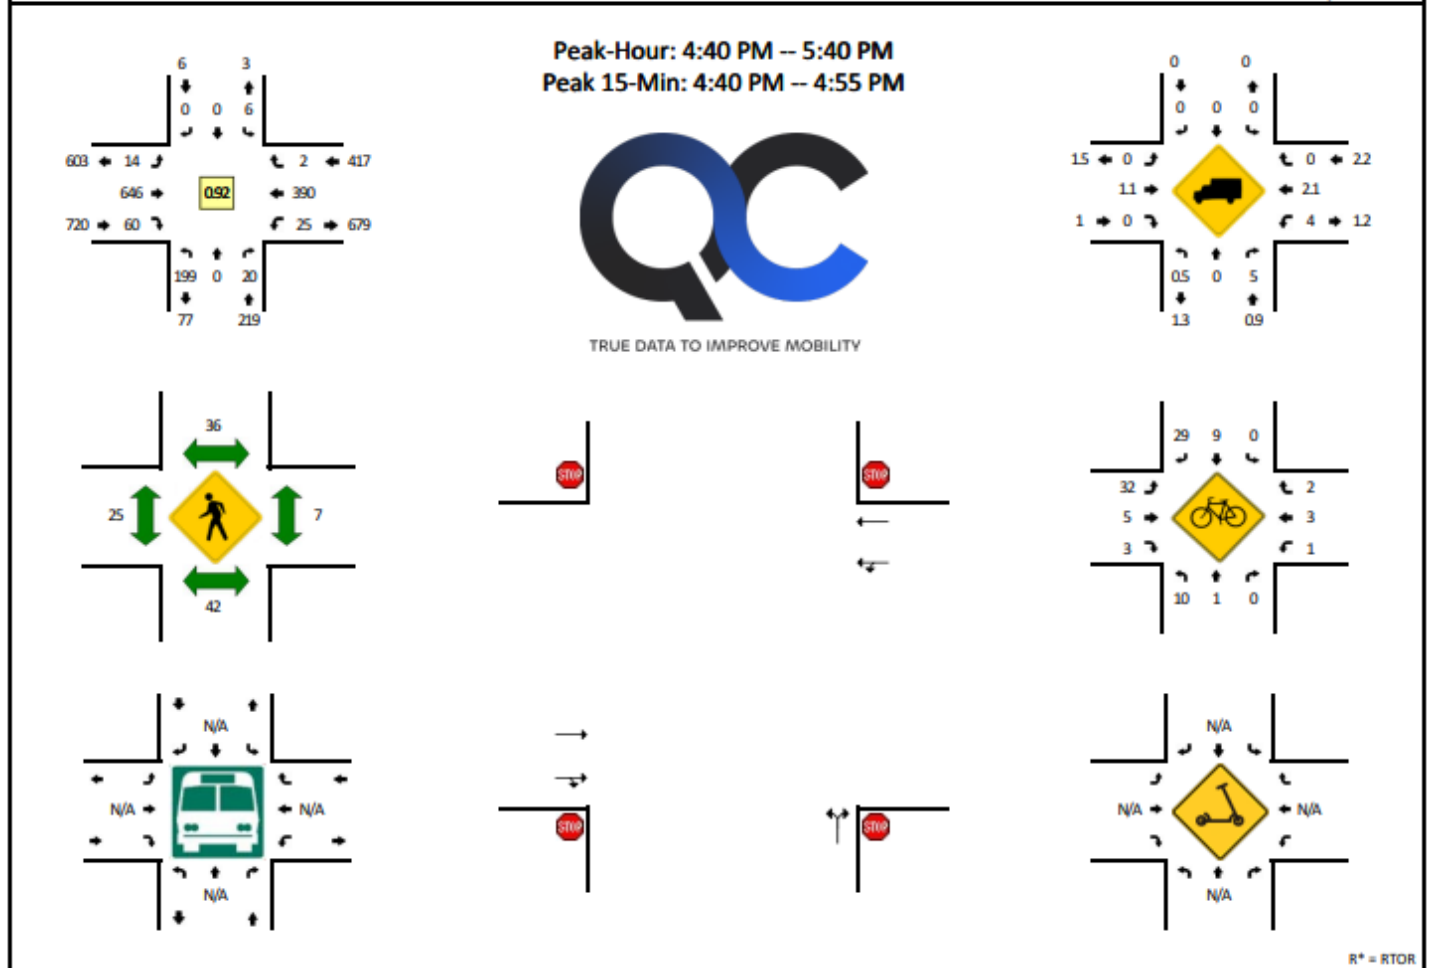 Peak-Hour: 4:40 PM -- 5:40 PM
Peak 15-Min: 4:40 PM -- 4:55 PM
6 3
0 0 6
603 14 2 417
646 0.92 390
720 60 25 679
199 0 20
77 219
QC
TRUE DATA TO IMPROVE MOBILITY
0 0
0 0 0
1.5 0 0 2.2
1.1 2.1
1 0 4 1.2
0.5 0 5
1.3 0.9
36
25 7
42
STOP STOP
STOP STOP
29 9 0
32 2
5 3
3 1
10 1 0
N/A
N/A N/A
N/A
N/A
N/A N/A
N/A
R* = RTOR